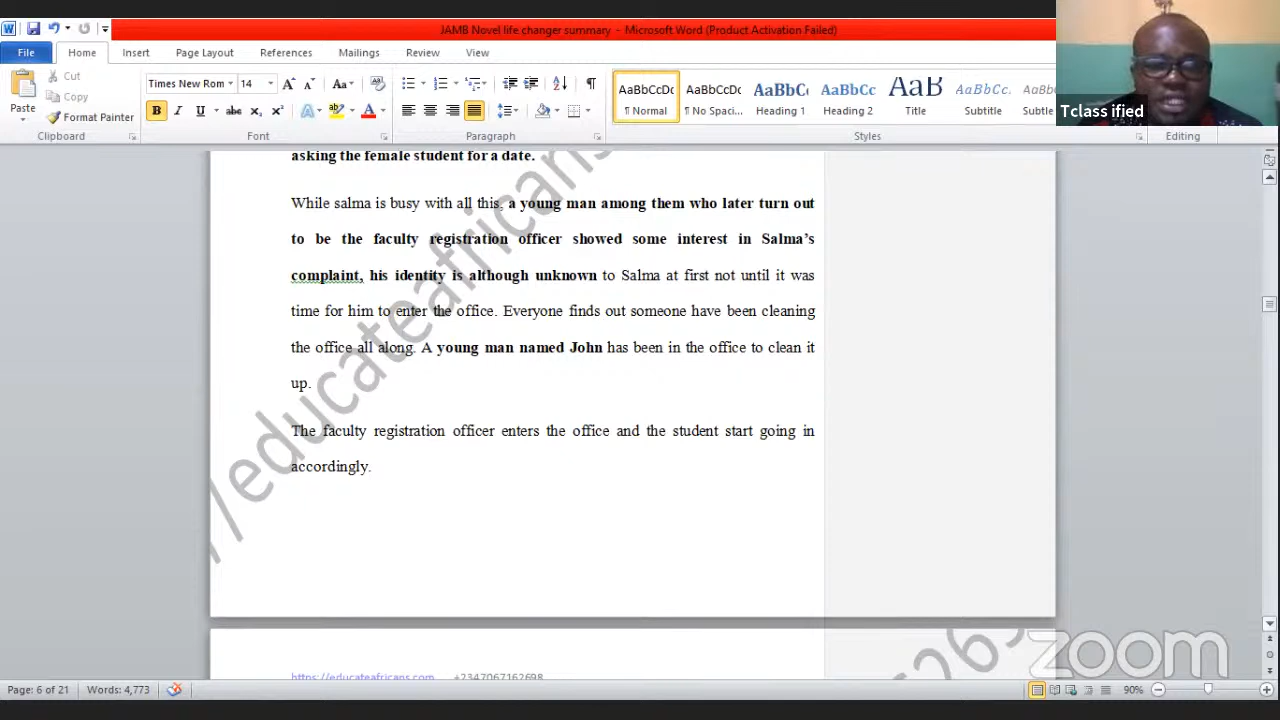 JAMB Novel life changer summary - Microsoft Word (Product Activation Failed)
File Home Insert Page Layout References Mailings Review View
Cut
Copy
Paste
Format Painter
Times New Rom 14
B I U abc x₂ x²
Aa
AaBbCcDc AaBbCcDc AaBbC AaBbCc AaB AaBbCc. AaBbC
¶ Normal ¶ No Spaci... Heading 1 Heading 2 Title Subtitle Subtle
Clipboard Font Paragraph Styles Editing
Tclass ified
asking the female student for a date.
While salma is busy with all this, a young man among them who later turn out
to be the faculty registration officer showed some interest in Salma's
complaint, his identity is although unknown to Salma at first not until it was
time for him to enter the office. Everyone finds out someone have been cleaning
the office all along. A young man named John has been in the office to clean it
up.
The faculty registration officer enters the office and the student start going in
accordingly.
//educateafricans
https://educateafricans.com +2347067162698
zoom
Page: 6 of 21 Words: 4,773 90%